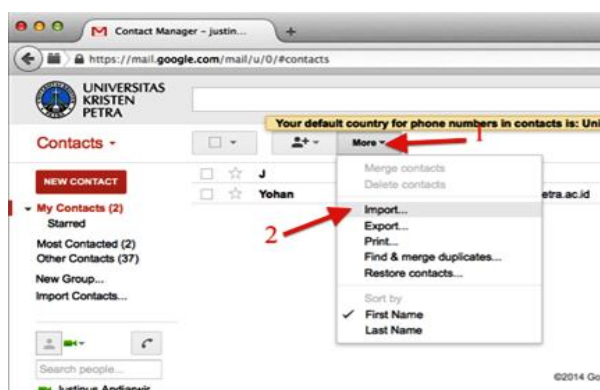 Contact Manager - justin...
https://mail.google.com/mail/u/0/#contacts
UNIVERSITAS
KRISTEN
PETRA
Your default country for phone numbers in contacts is: Uni
Contacts
More
1
NEW CONTACT
J
Yohan
etra.ac.id
My Contacts (2)
Starred
Most Contacted (2)
Other Contacts (37)
New Group...
Import Contacts...
Merge contacts
Delete contacts
2
Import...
Export...
Print...
Find & merge duplicates...
Restore contacts...
Sort by
First Name
Last Name
Search people...
Justinus Andjarwir
©2014 Go